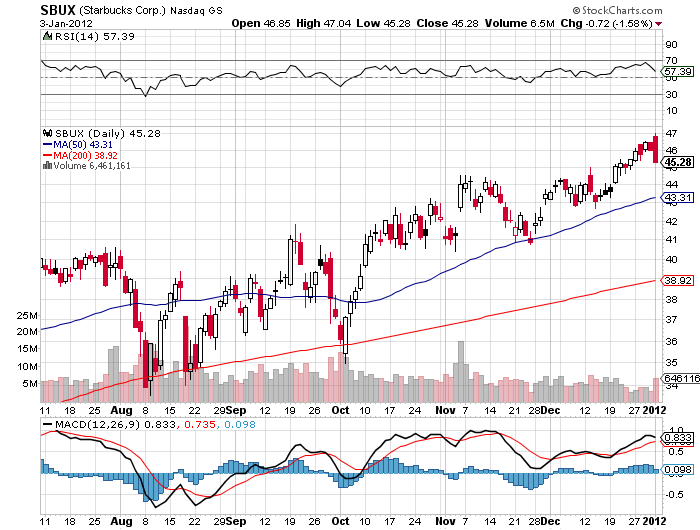 SBUX (Starbucks Corp.) Nasdaq GS © StockCharts.com
3-Jan-2012 Open 46.85 High 47.04 Low 45.28 Close 45.28 Volume 6.5M Chg -0.72 (-1.58%)
RSI(14) 57.39
90
70
57.39
50
30
10
SBUX (Daily) 45.28
MA(50) 43.31
MA(200) 38.92
Volume 6,461,161
47
46
45.28
44
43.31
42
41
40
38.92
38
37
36
35
34
25M
20M
15M
10M
5M
6461161
11 18 25 Aug 8 15 22 Sep 12 19 26 Oct 10 17 24 Nov 7 14 21 28 Dec 12 19 27 2012
MACD(12,26,9) 0.833, 0.735, 0.098
1.0
0.833
0.5
0.098
0.0
-0.5
11 18 25 Aug 8 15 22 Sep 12 19 26 Oct 10 17 24 Nov 7 14 21 28 Dec 12 19 27 2012